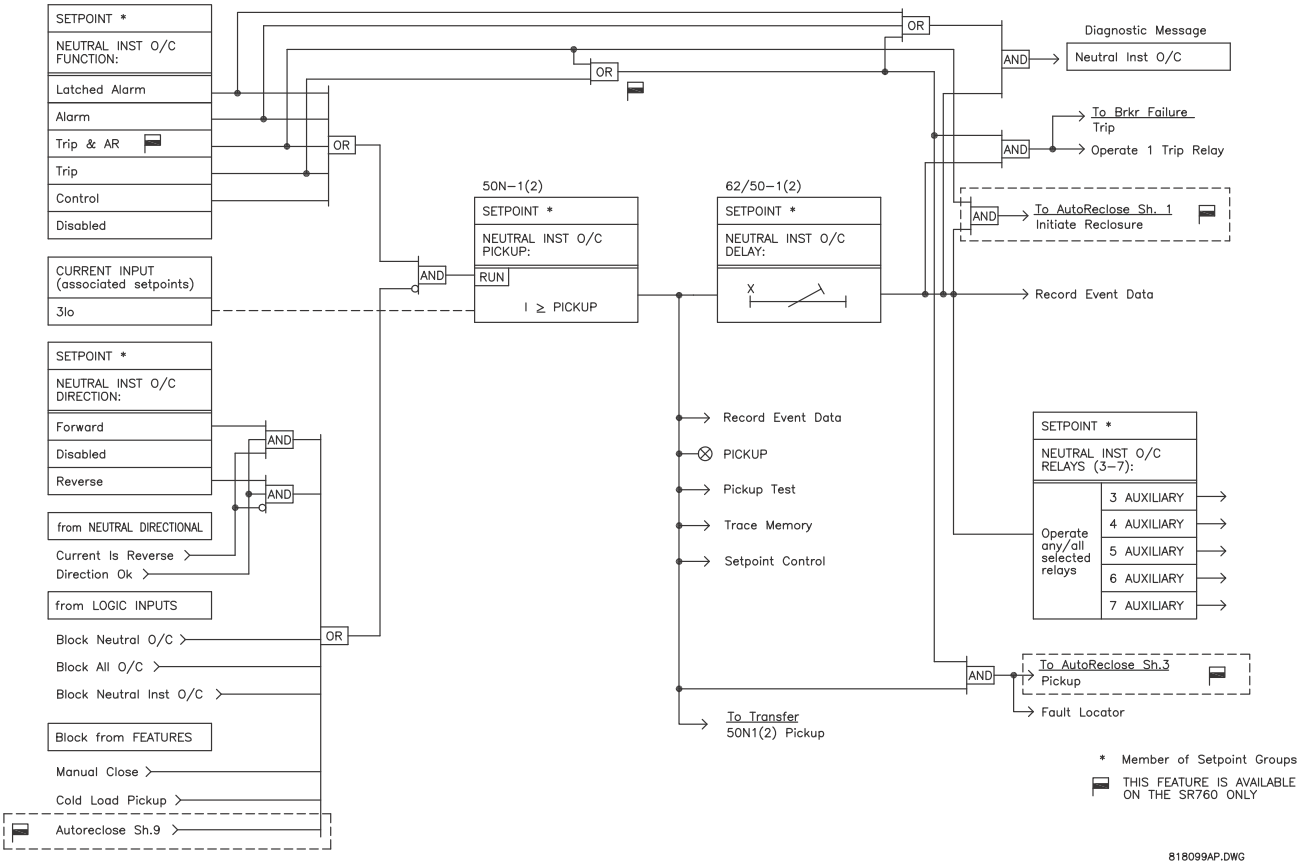 SETPOINT *
NEUTRAL INST O/C
FUNCTION:
Latched Alarm
Alarm
Trip & AR
Trip
Control
Disabled
OR
CURRENT INPUT
(associated setpoints)
3Io
SETPOINT *
NEUTRAL INST O/C
DIRECTION:
Forward
Disabled
Reverse
AND
AND
from NEUTRAL DIRECTIONAL
Current Is Reverse
Direction Ok
from LOGIC INPUTS
Block Neutral O/C
Block All O/C
Block Neutral Inst O/C
OR
Block from FEATURES
Manual Close
Cold Load Pickup
Autoreclose Sh.9
AND
50N-1(2)
SETPOINT *
NEUTRAL INST O/C
PICKUP:
RUN
I ≥ PICKUP
62/50-1(2)
SETPOINT *
NEUTRAL INST O/C
DELAY:
X
OR
OR
AND
Diagnostic Message
Neutral Inst O/C
AND
To Brkr Failure
Trip
Operate 1 Trip Relay
AND
To AutoReclose Sh. 1
Initiate Reclosure
Record Event Data
Record Event Data
PICKUP
Pickup Test
Trace Memory
Setpoint Control
To Transfer
50N1(2) Pickup
SETPOINT *
NEUTRAL INST O/C
RELAYS (3-7):
Operate
any/all
selected
relays
3 AUXILIARY
4 AUXILIARY
5 AUXILIARY
6 AUXILIARY
7 AUXILIARY
AND
To AutoReclose Sh.3
Pickup
Fault Locator
* Member of Setpoint Groups
THIS FEATURE IS AVAILABLE
ON THE SR760 ONLY
818099AP.DWG